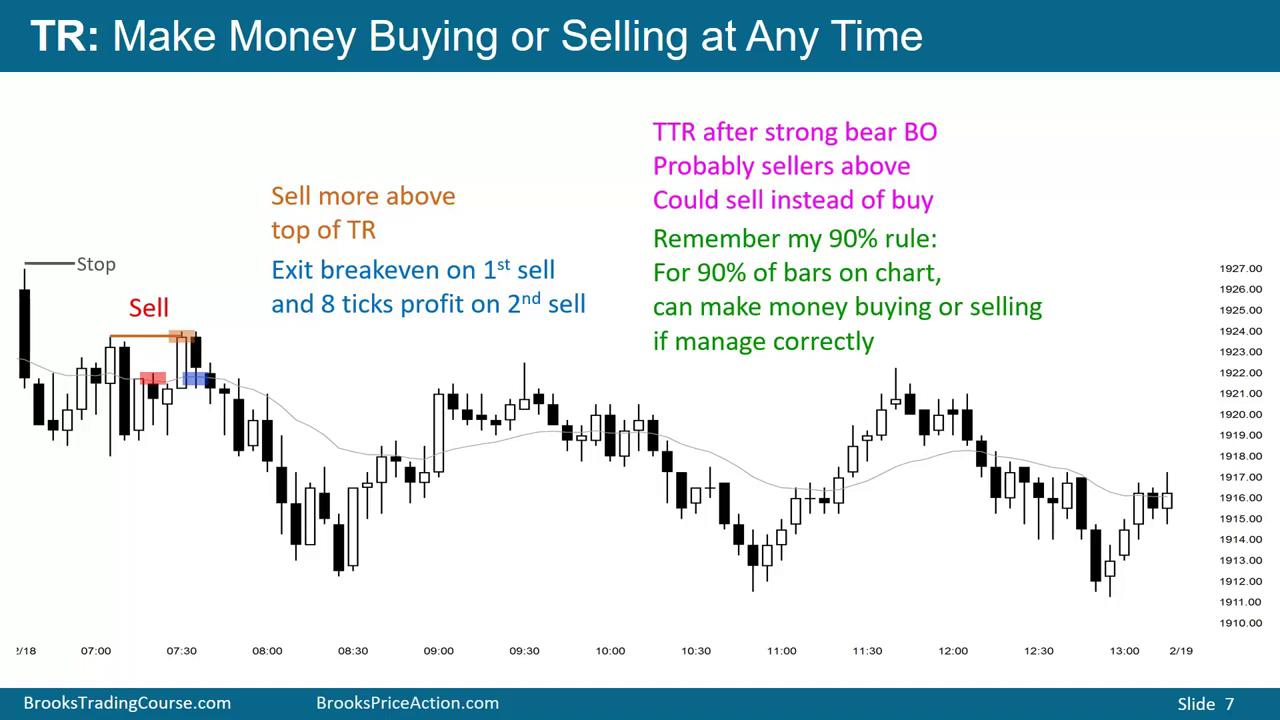 TR: Make Money Buying or Selling at Any Time
TTR after strong bear BO
Probably sellers above
Could sell instead of buy
Sell more above
top of TR
Remember my 90% rule:
For 90% of bars on chart,
can make money buying or selling
if manage correctly
Exit breakeven on 1st sell
and 8 ticks profit on 2nd sell
Stop
Sell
1927.00
1926.00
1925.00
1924.00
1923.00
1922.00
1921.00
1920.00
1919.00
1918.00
1917.00
1916.00
1915.00
1914.00
1913.00
1912.00
1911.00
1910.00
2/18 07:00 07:30 08:00 08:30 09:00 09:30 10:00 10:30 11:00 11:30 12:00 12:30 13:00 2/19
BrooksTradingCourse.com BrooksPriceAction.com Slide 7